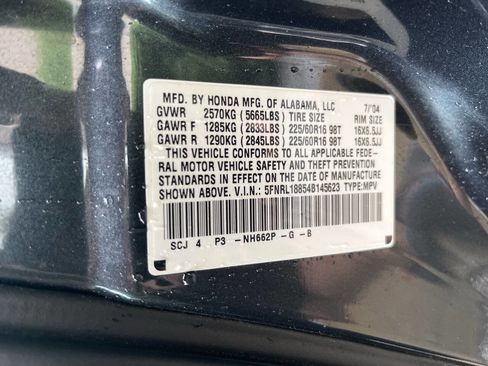 MFD. BY HONDA MFG. OF ALABAMA, LLC 7/'04
GVWR 2570KG (5665LBS) TIRE SIZE RIM SIZE
GAWR F 1285KG (2833LBS) 225/60R16 98T 16X6.5JJ
GAWR R 1290KG (2845LBS) 225/60R16 98T 16X6.5JJ
THIS VEHICLE CONFORMS TO ALL APPLICABLE FEDE-
RAL MOTOR VEHICLE SAFETY AND THEFT PREVENTION
STANDARDS IN EFFECT ON THE DATE OF MANUFACTURE
SHOWN ABOVE. V.I.N.: 5FNRL18854B145623 TYPE:MPV
SCJ 4 P3 -NH662P -G -B